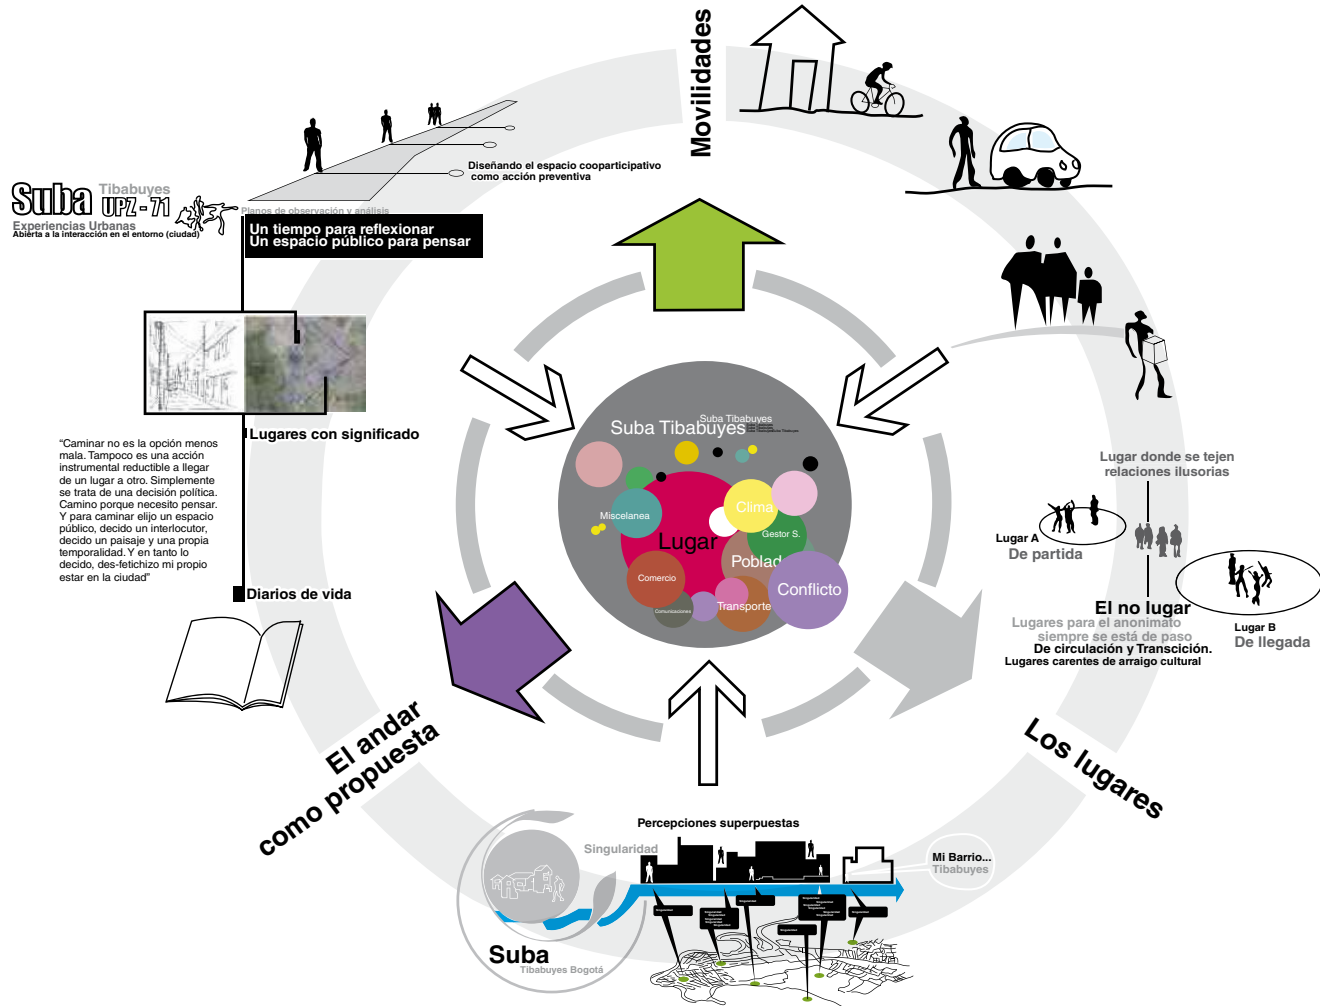 Movilidades
Diseñando el espacio cooparticipativo
como acción preventiva
Suba
Tibabuyes
UPZ - 71
Experiencias Urbanas
Abierta a la interacción en el entorno (ciudad)
Planos de observación y análisis
Un tiempo para reflexionar
Un espacio público para pensar
Lugares con significado
“Caminar no es la opción menos
mala. Tampoco es una acción
instrumental reductible a llegar
de un lugar a otro. Simplemente
se trata de una decisión política.
Camino porque necesito pensar.
Y para caminar elijo un espacio
público, decido un interlocutor,
decido un paisaje y una propia
temporalidad. Y en tanto lo
decido, des-fetichizo mi propio
estar en la ciudad”
Diarios de vida
Suba Tibabuyes
Suba Tibabuyes
Miscelanea
Clima
Gestor S.
Lugar
Poblad
Comercio
Conflicto
Comunicaciones
Transporte
Lugar donde se tejen
relaciones ilusorias
Lugar A
De partida
El no lugar
Lugares para el anonimato
siempre se está de paso
De circulación y Transcición.
Lugares carentes de arraigo cultural
Lugar B
De llegada
El andar
como propuesta
Los lugares
Percepciones superpuestas
Singularidad
Mi Barrio...
Tibabuyes
Singularidad
Singularidad
Singularidad
Singularidad
Suba
Tibabuyes Bogotá